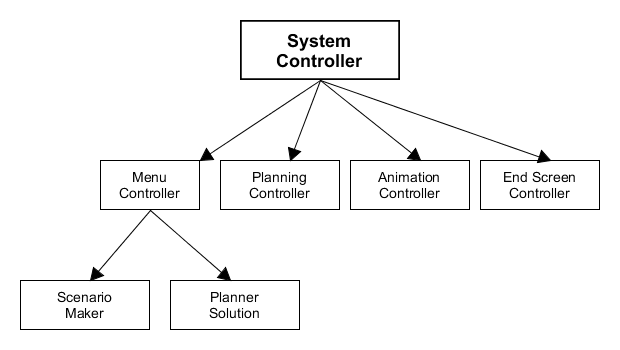 System
Controller
Menu
Controller
Planning
Controller
Animation
Controller
End Screen
Controller
Scenario
Maker
Planner
Solution